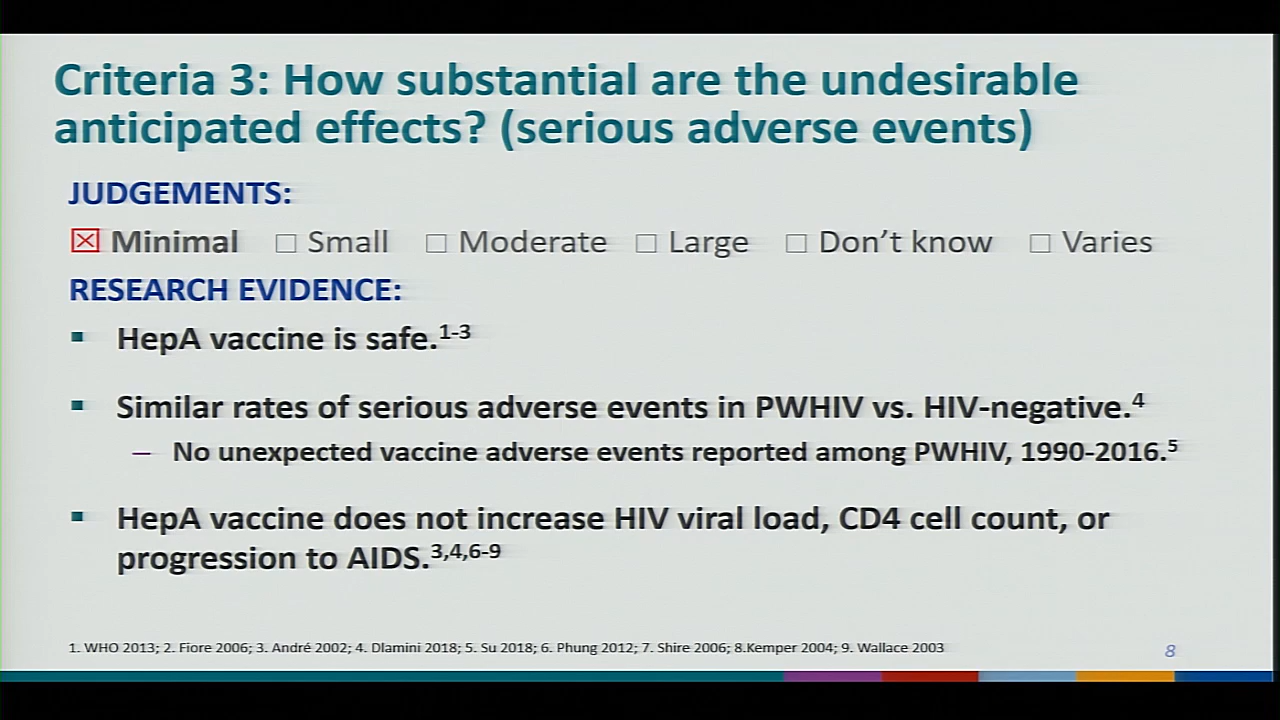 Criteria 3: How substantial are the undesirable
anticipated effects? (serious adverse events)
JUDGEMENTS:
☒ Minimal □ Small □ Moderate □ Large □ Don't know □ Varies
RESEARCH EVIDENCE:
▪ HepA vaccine is safe.1-3
▪ Similar rates of serious adverse events in PWHIV vs. HIV-negative.4
– No unexpected vaccine adverse events reported among PWHIV, 1990-2016.5
▪ HepA vaccine does not increase HIV viral load, CD4 cell count, or
progression to AIDS.3,4,6-9
1. WHO 2013; 2. Fiore 2006; 3. André 2002; 4. Dlamini 2018; 5. Su 2018; 6. Phung 2012; 7. Shire 2006; 8.Kemper 2004; 9. Wallace 2003
8